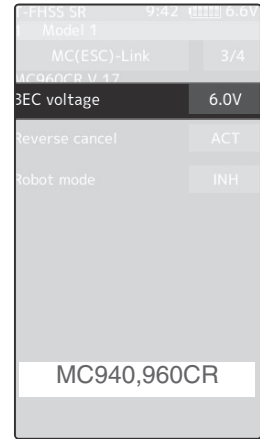 T-FHSS SR 9:42 6.6V
Model 1
MC(ESC)-Link 3/4
MC960CR V 17
BEC voltage 6.0V
Reverse cancel ACT
Robot mode INH
MC940,960CR